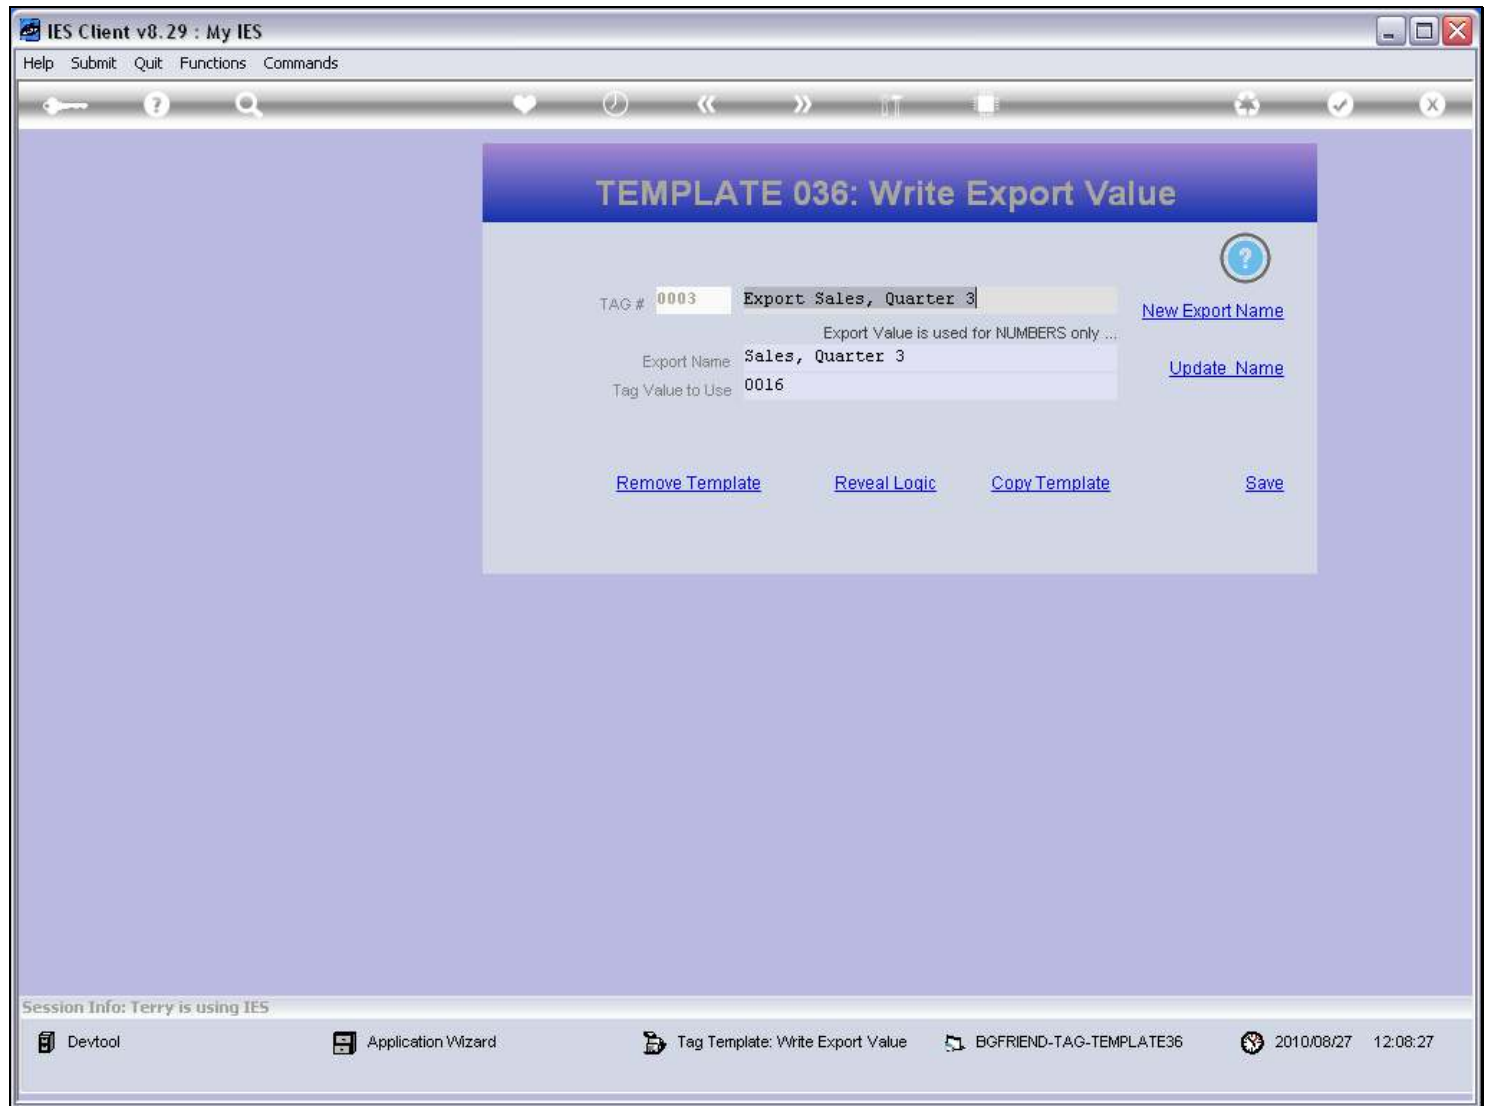 IES Client v8.29 : My IES
Help Submit Quit Functions Commands
TEMPLATE 036: Write Export Value
TAG # 0003 Export Sales, Quarter 3
New Export Name
Export Value is used for NUMBERS only ...
Export Name Sales, Quarter 3
Update Name
Tag Value to Use 0016
Remove Template Reveal Logic Copy Template Save
Session Info: Terry is using IES
Devtool Application Wizard Tag Template: Write Export Value BGFRIEND-TAG-TEMPLATE36 2010/08/27 12:08:27